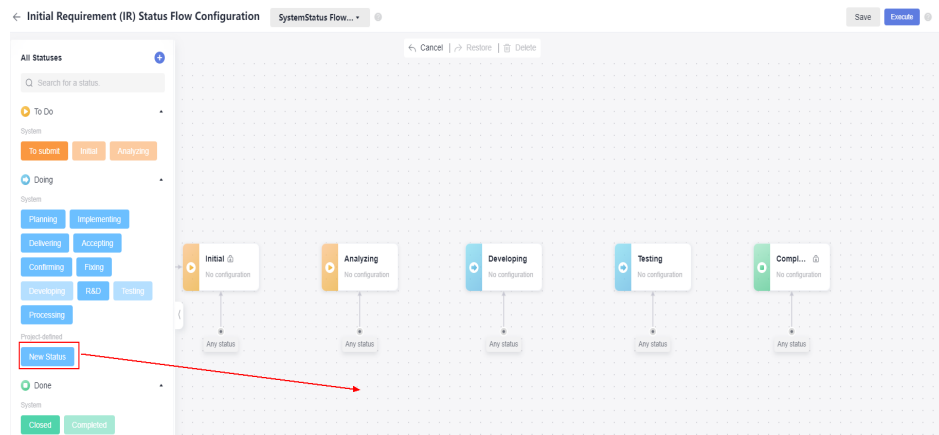 Initial Requirement (IR) Status Flow Configuration
SystemStatus Flow...
Save
Execute
Cancel
Restore
Delete
All Statuses
Search for a status.
To Do
System
To submit
Initial
Analyzing
Doing
System
Planning
Implementing
Delivering
Accepting
Confirming
Fixing
Developing
R&D
Testing
Processing
Project-defined
New Status
Done
System
Closed
Completed
Initial
No configuration
Any status
Analyzing
No configuration
Any status
Developing
No configuration
Any status
Testing
No configuration
Any status
Compl...
No configuration
Any status